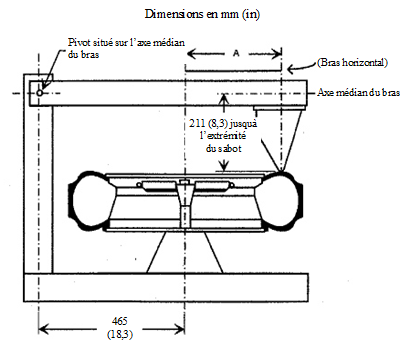 Dimensions en mm (in)
Pivot situé sur l'axe médian
du bras
A
(Bras horizontal)
Axe médian du bras
211 (8,3) jusquà
l'extrémité
du sabot
465
(18,3)